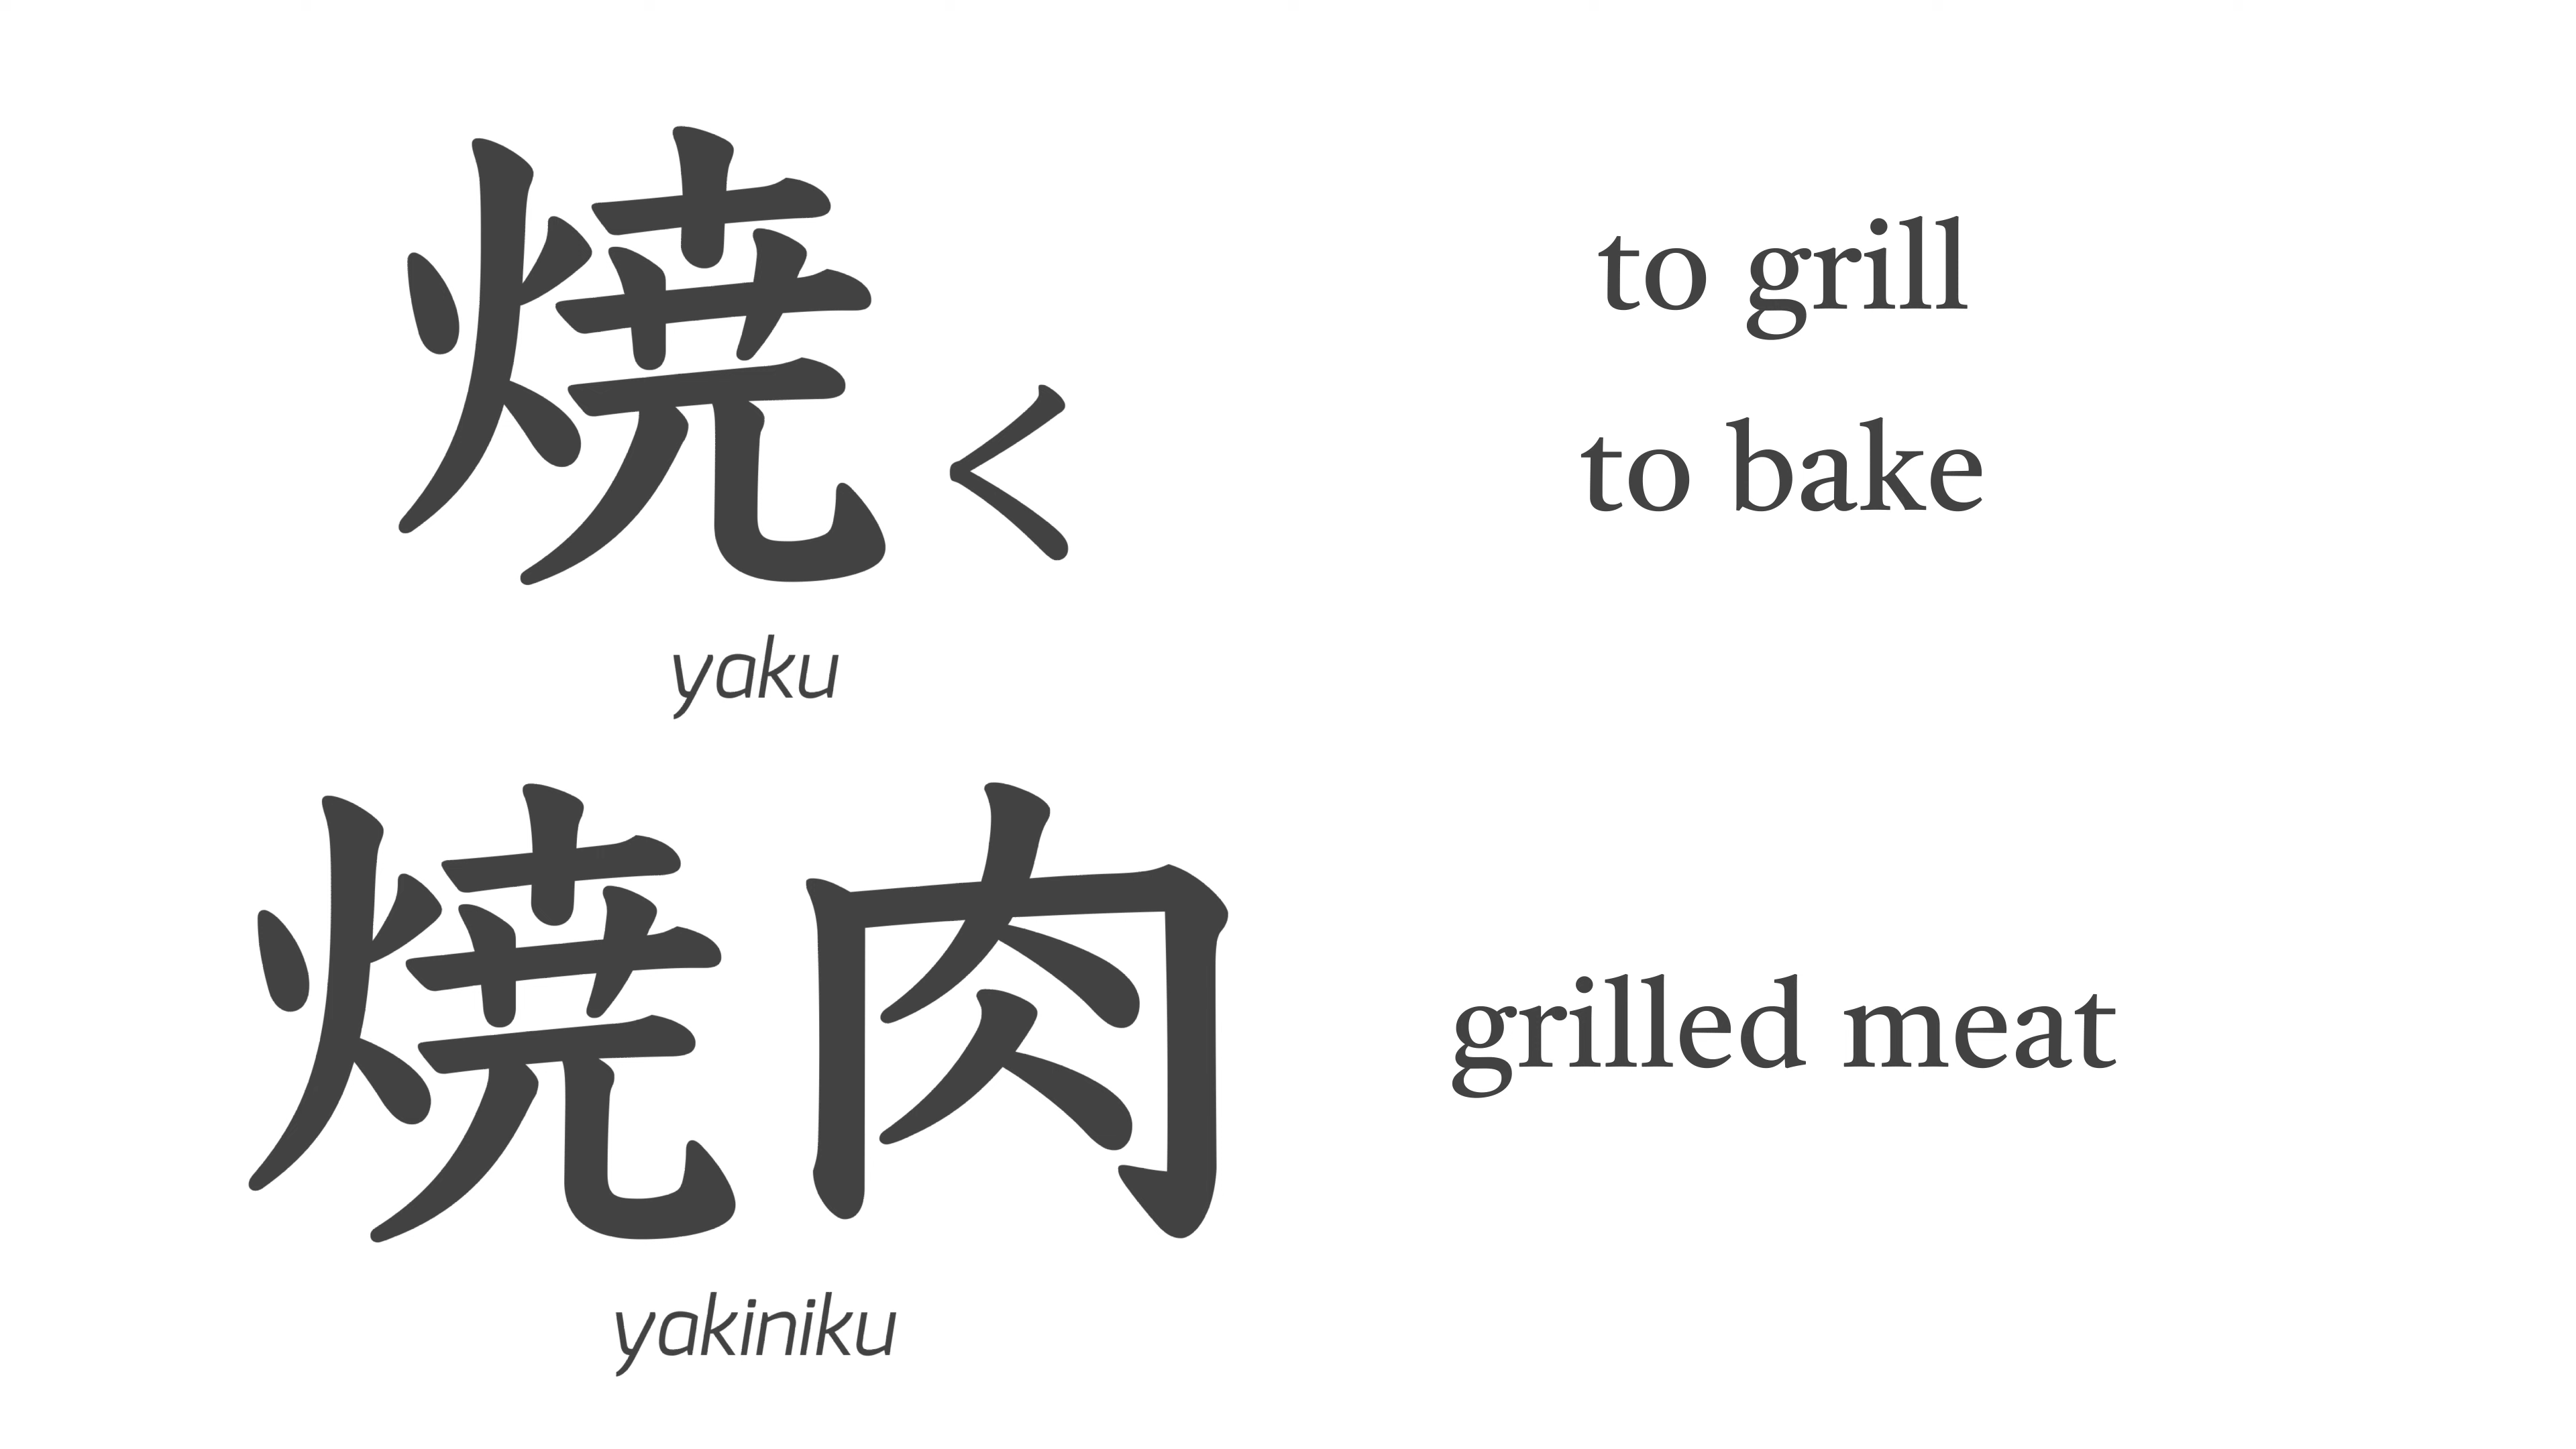 焼く
yaku
to grill
to bake
焼肉
yakiniku
grilled meat